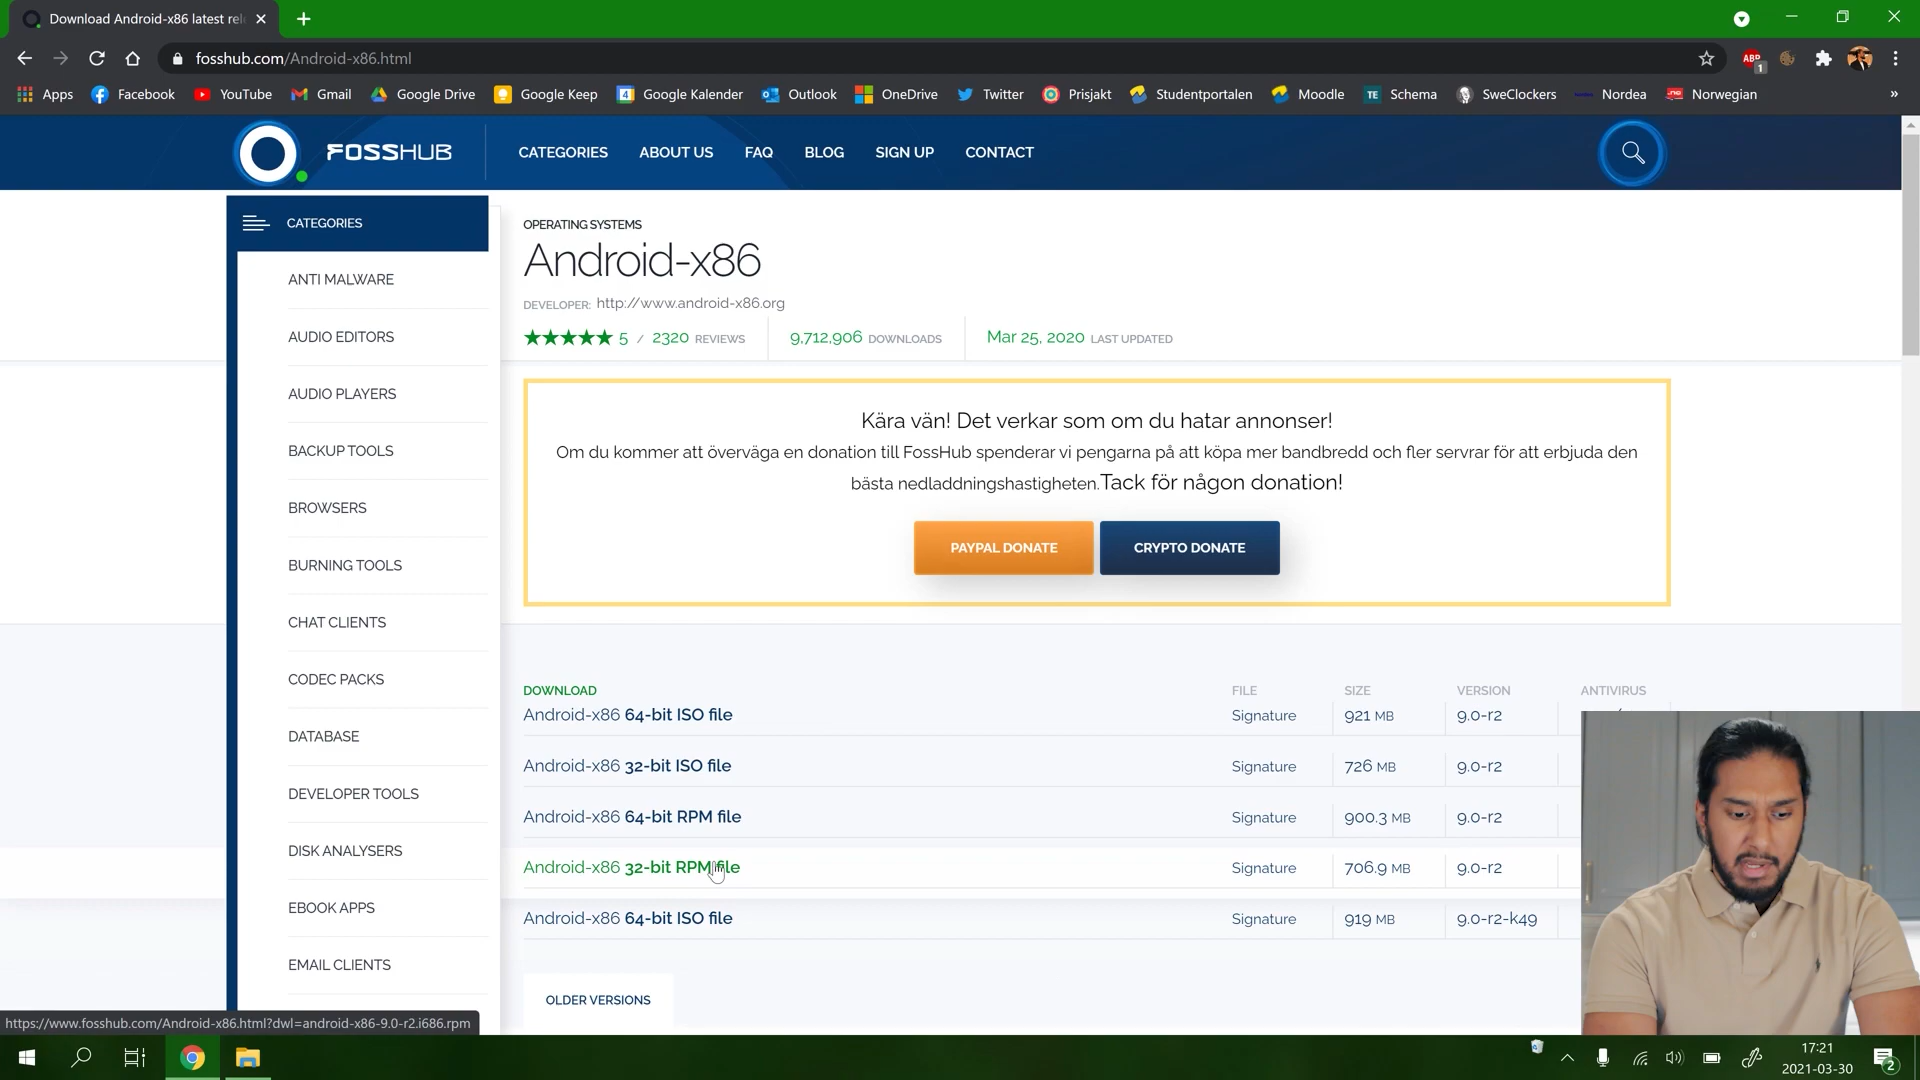 Download Android-x86 latest rel
fosshub.com/Android-x86.html
ABP
1
Apps
Facebook
YouTube
Gmail
Google Drive
Google Keep
4
Google Kalender
Outlook
OneDrive
Twitter
Prisjakt
Studentportalen
Moodle
TE
Schema
SweClockers
Nordea
Norwegian
»
FOSSHUB
CATEGORIES
ABOUT US
FAQ
BLOG
SIGN UP
CONTACT
CATEGORIES
ANTI MALWARE
AUDIO EDITORS
AUDIO PLAYERS
BACKUP TOOLS
BROWSERS
BURNING TOOLS
CHAT CLIENTS
CODEC PACKS
DATABASE
DEVELOPER TOOLS
DISK ANALYSERS
EBOOK APPS
EMAIL CLIENTS
OPERATING SYSTEMS
Android-x86
DEVELOPER: http://www.android-x86.org
5 / 2320 REVIEWS
9,712,906 DOWNLOADS
Mar 25, 2020 LAST UPDATED
Kära vän! Det verkar som om du hatar annonser!
Om du kommer att överväga en donation till FossHub spenderar vi pengarna på att köpa mer bandbredd och fler servrar för att erbjuda den
bästa nedladdningshastigheten.Tack för någon donation!
PAYPAL DONATE
CRYPTO DONATE
DOWNLOAD FILE SIZE VERSION ANTIVIRUS
Android-x86 64-bit ISO file Signature 921 MB 9.0-r2
Android-x86 32-bit ISO file Signature 726 MB 9.0-r2
Android-x86 64-bit RPM file Signature 900.3 MB 9.0-r2
Android-x86 32-bit RPM file Signature 706.9 MB 9.0-r2
Android-x86 64-bit ISO file Signature 919 MB 9.0-r2-k49
OLDER VERSIONS
https://www.fosshub.com/Android-x86.html?dwl=android-x86-9.0-r2.i686.rpm
17:21
2021-03-30
2